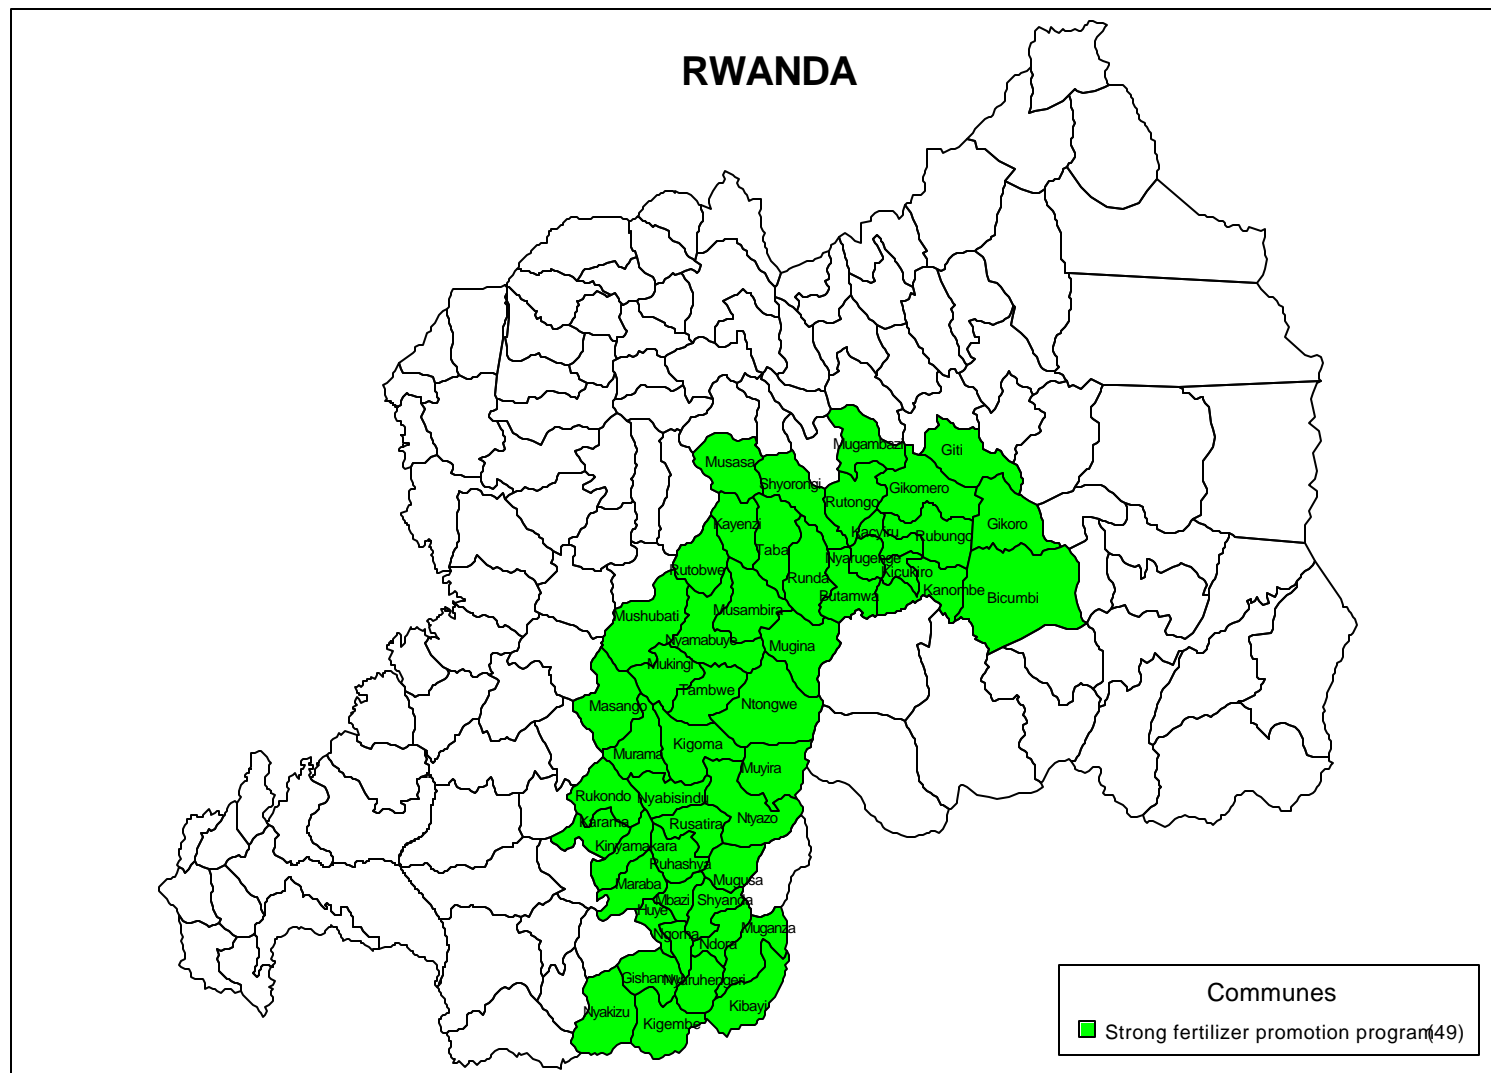 RWANDA
Mugambazi
Giti
Musasa
Shyorongi
Gikomero
Rutongo
Kayenzi
Gikoro
Kacyiru
Rubungo
Taba
Nyarugenge
Rutobwe
Runda
Kicukiro
Kanombe
Butamwa
Bicumbi
Musambira
Mushubati
Nyamabuye
Mugina
Mukingi
Tambwe
Masango
Ntongwe
Kigoma
Murama
Muyira
Rukondo
Nyabisindu
Karama
Rusatira
Ntyazo
Kinyamakara
Ruhashya
Maraba
Mugusa
Mbazi
Shyanda
Huye
Muganza
Ngoma
Ndora
Gishamvu
Nyaruhengeri
Nyakizu
Kibayi
Kigembe
Communes
Strong fertilizer promotion program (49)